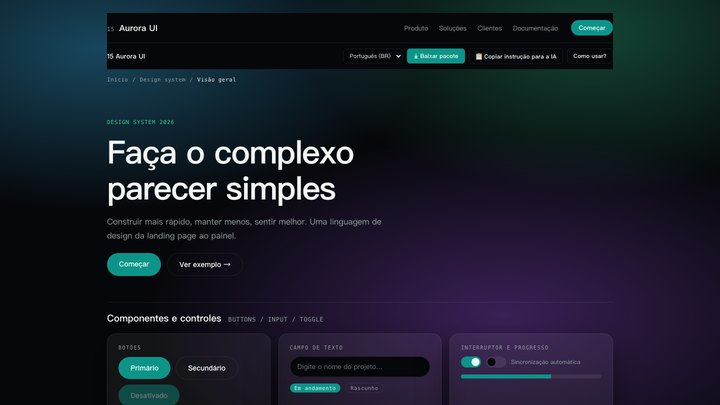 15 Aurora UI
Produto Soluções Clientes Documentação Começar
15 Aurora UI
Português (BR) Baixar pacote Copiar instrução para a IA Como usar?
Início / Design system / Visão geral
DESIGN SYSTEM 2026
Faça o complexo
parecer simples
Construir mais rápido, manter menos, sentir melhor. Uma linguagem de
design da landing page ao painel.
Começar Ver exemplo →
Componentes e controles BUTTONS / INPUT / TOGGLE
BOTÕES CAMPO DE TEXTO INTERRUPTOR E PROGRESSO
Primário Secundário
Digite o nome do projeto...
Sincronização automática
Em andamento Rascunho
Desativado